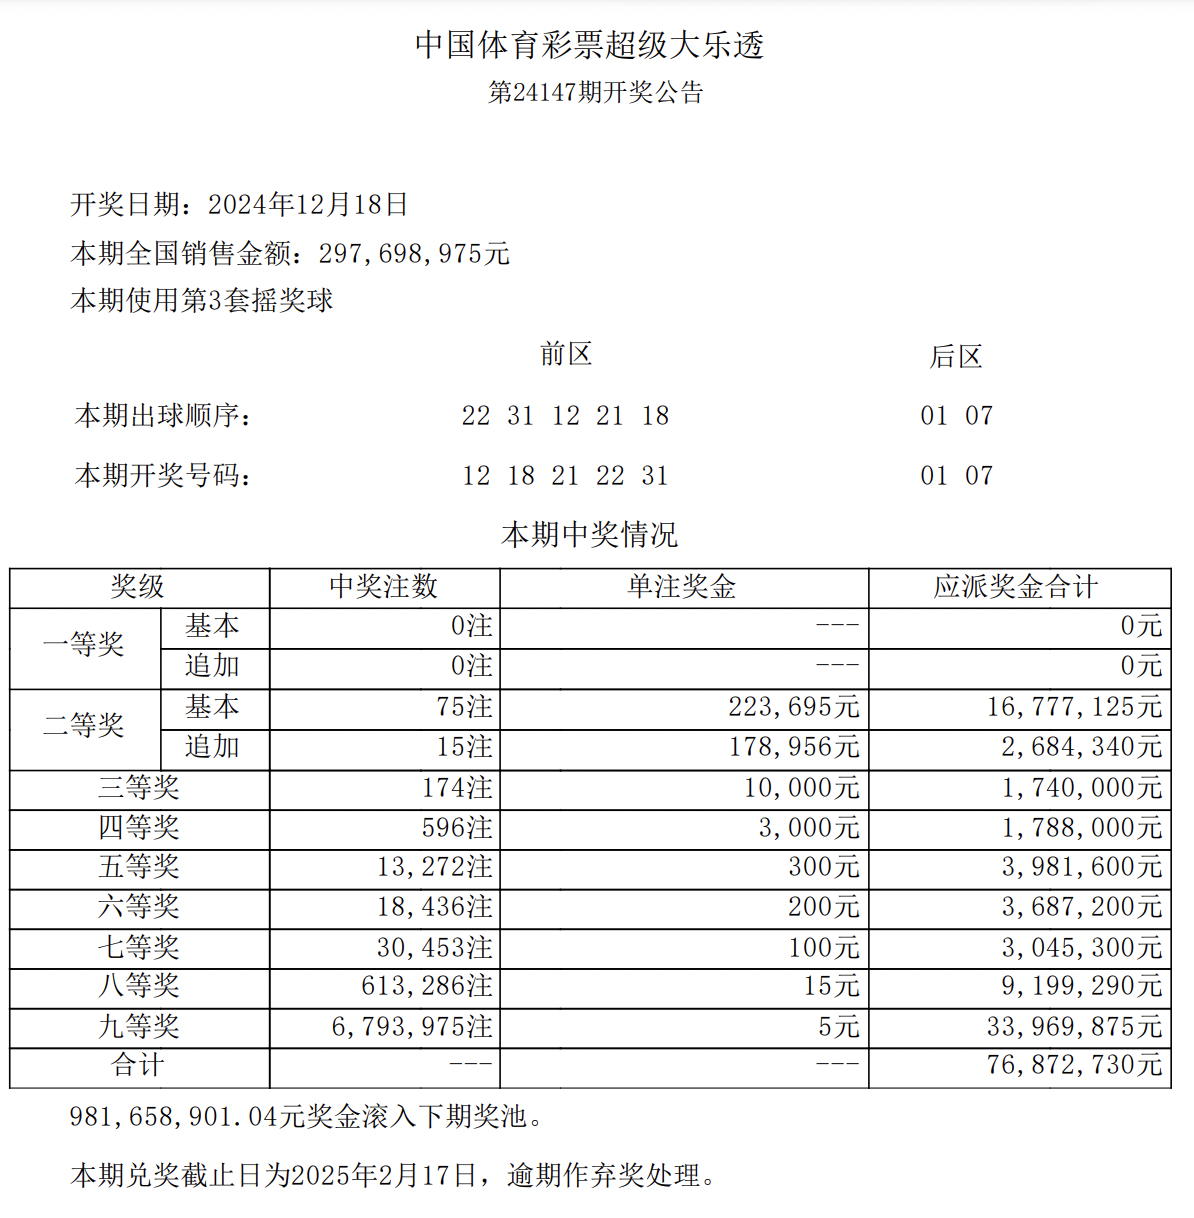 中国体育彩票超级大乐透
第24147期开奖公告
开奖日期：2024年12月18日
本期全国销售金额：297,698,975元
本期使用第3套摇奖球
前区 后区
本期出球顺序： 22 31 12 21 18 01 07
本期开奖号码： 12 18 21 22 31 01 07
本期中奖情况
奖级 中奖注数 单注奖金 应派奖金合计
一等奖 基本 0注 --- 0元
追加 0注 --- 0元
二等奖 基本 75注 223,695元 16,777,125元
追加 15注 178,956元 2,684,340元
三等奖 174注 10,000元 1,740,000元
四等奖 596注 3,000元 1,788,000元
五等奖 13,272注 300元 3,981,600元
六等奖 18,436注 200元 3,687,200元
七等奖 30,453注 100元 3,045,300元
八等奖 613,286注 15元 9,199,290元
九等奖 6,793,975注 5元 33,969,875元
合计 --- --- 76,872,730元
981,658,901.04元奖金滚入下期奖池。
本期兑奖截止日为2025年2月17日，逾期作弃奖处理。